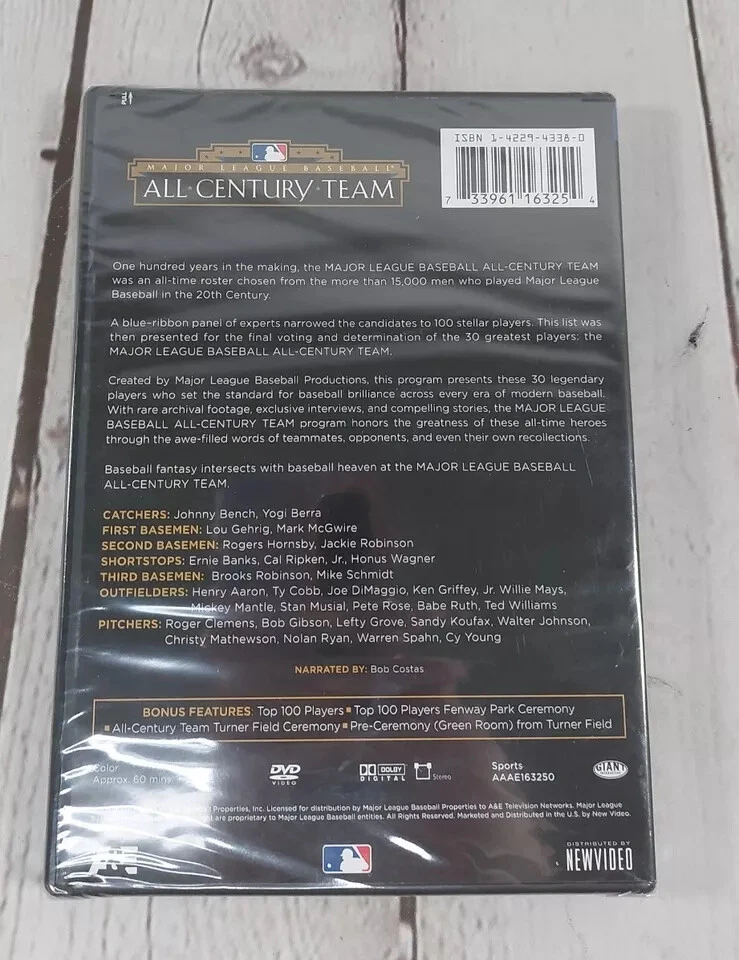 PULL
ISBN 1-4229-4338-0
7 33961 16325 4
MAJOR LEAGUE BASEBALL®
ALL·CENTURY·TEAM
One hundred years in the making, the MAJOR LEAGUE BASEBALL ALL-CENTURY TEAM
was an all-time roster chosen from the more than 15,000 men who played Major League
Baseball in the 20th Century.
A blue-ribbon panel of experts narrowed the candidates to 100 stellar players. This list was
then presented for the final voting and determination of the 30 greatest players: the
MAJOR LEAGUE BASEBALL ALL-CENTURY TEAM.
Created by Major League Baseball Productions, this program presents these 30 legendary
players who set the standard for baseball brilliance across every era of modern baseball.
With rare archival footage, exclusive interviews, and compelling stories, the MAJOR LEAGUE
BASEBALL ALL-CENTURY TEAM program honors the greatness of these all-time heroes
through the awe-filled words of teammates, opponents, and even their own recollections.
Baseball fantasy intersects with baseball heaven at the MAJOR LEAGUE BASEBALL
ALL-CENTURY TEAM.
CATCHERS: Johnny Bench, Yogi Berra
FIRST BASEMEN: Lou Gehrig, Mark McGwire
SECOND BASEMEN: Rogers Hornsby, Jackie Robinson
SHORTSTOPS: Ernie Banks, Cal Ripken, Jr., Honus Wagner
THIRD BASEMEN: Brooks Robinson, Mike Schmidt
OUTFIELDERS: Henry Aaron, Ty Cobb, Joe DiMaggio, Ken Griffey, Jr. Willie Mays,
Mickey Mantle, Stan Musial, Pete Rose, Babe Ruth, Ted Williams
PITCHERS: Roger Clemens, Bob Gibson, Lefty Grove, Sandy Koufax, Walter Johnson,
Christy Mathewson, Nolan Ryan, Warren Spahn, Cy Young
NARRATED BY: Bob Costas
BONUS FEATURES: Top 100 Players ▪ Top 100 Players Fenway Park Ceremony
▪ All-Century Team Turner Field Ceremony ▪ Pre-Ceremony (Green Room) from Turner Field
Color
Approx. 60 mins.
DVD
VIDEO
DOLBY
DIGITAL
Stereo
Sports
AAAE163250
GIANT
Properties, Inc. Licensed for distribution by Major League Baseball Properties to A&E Television Networks. Major League
are proprietary to Major League Baseball entities. All Rights Reserved. Marketed and Distributed in the U.S. by New Video.
DISTRIBUTED BY
NEWVIDEO